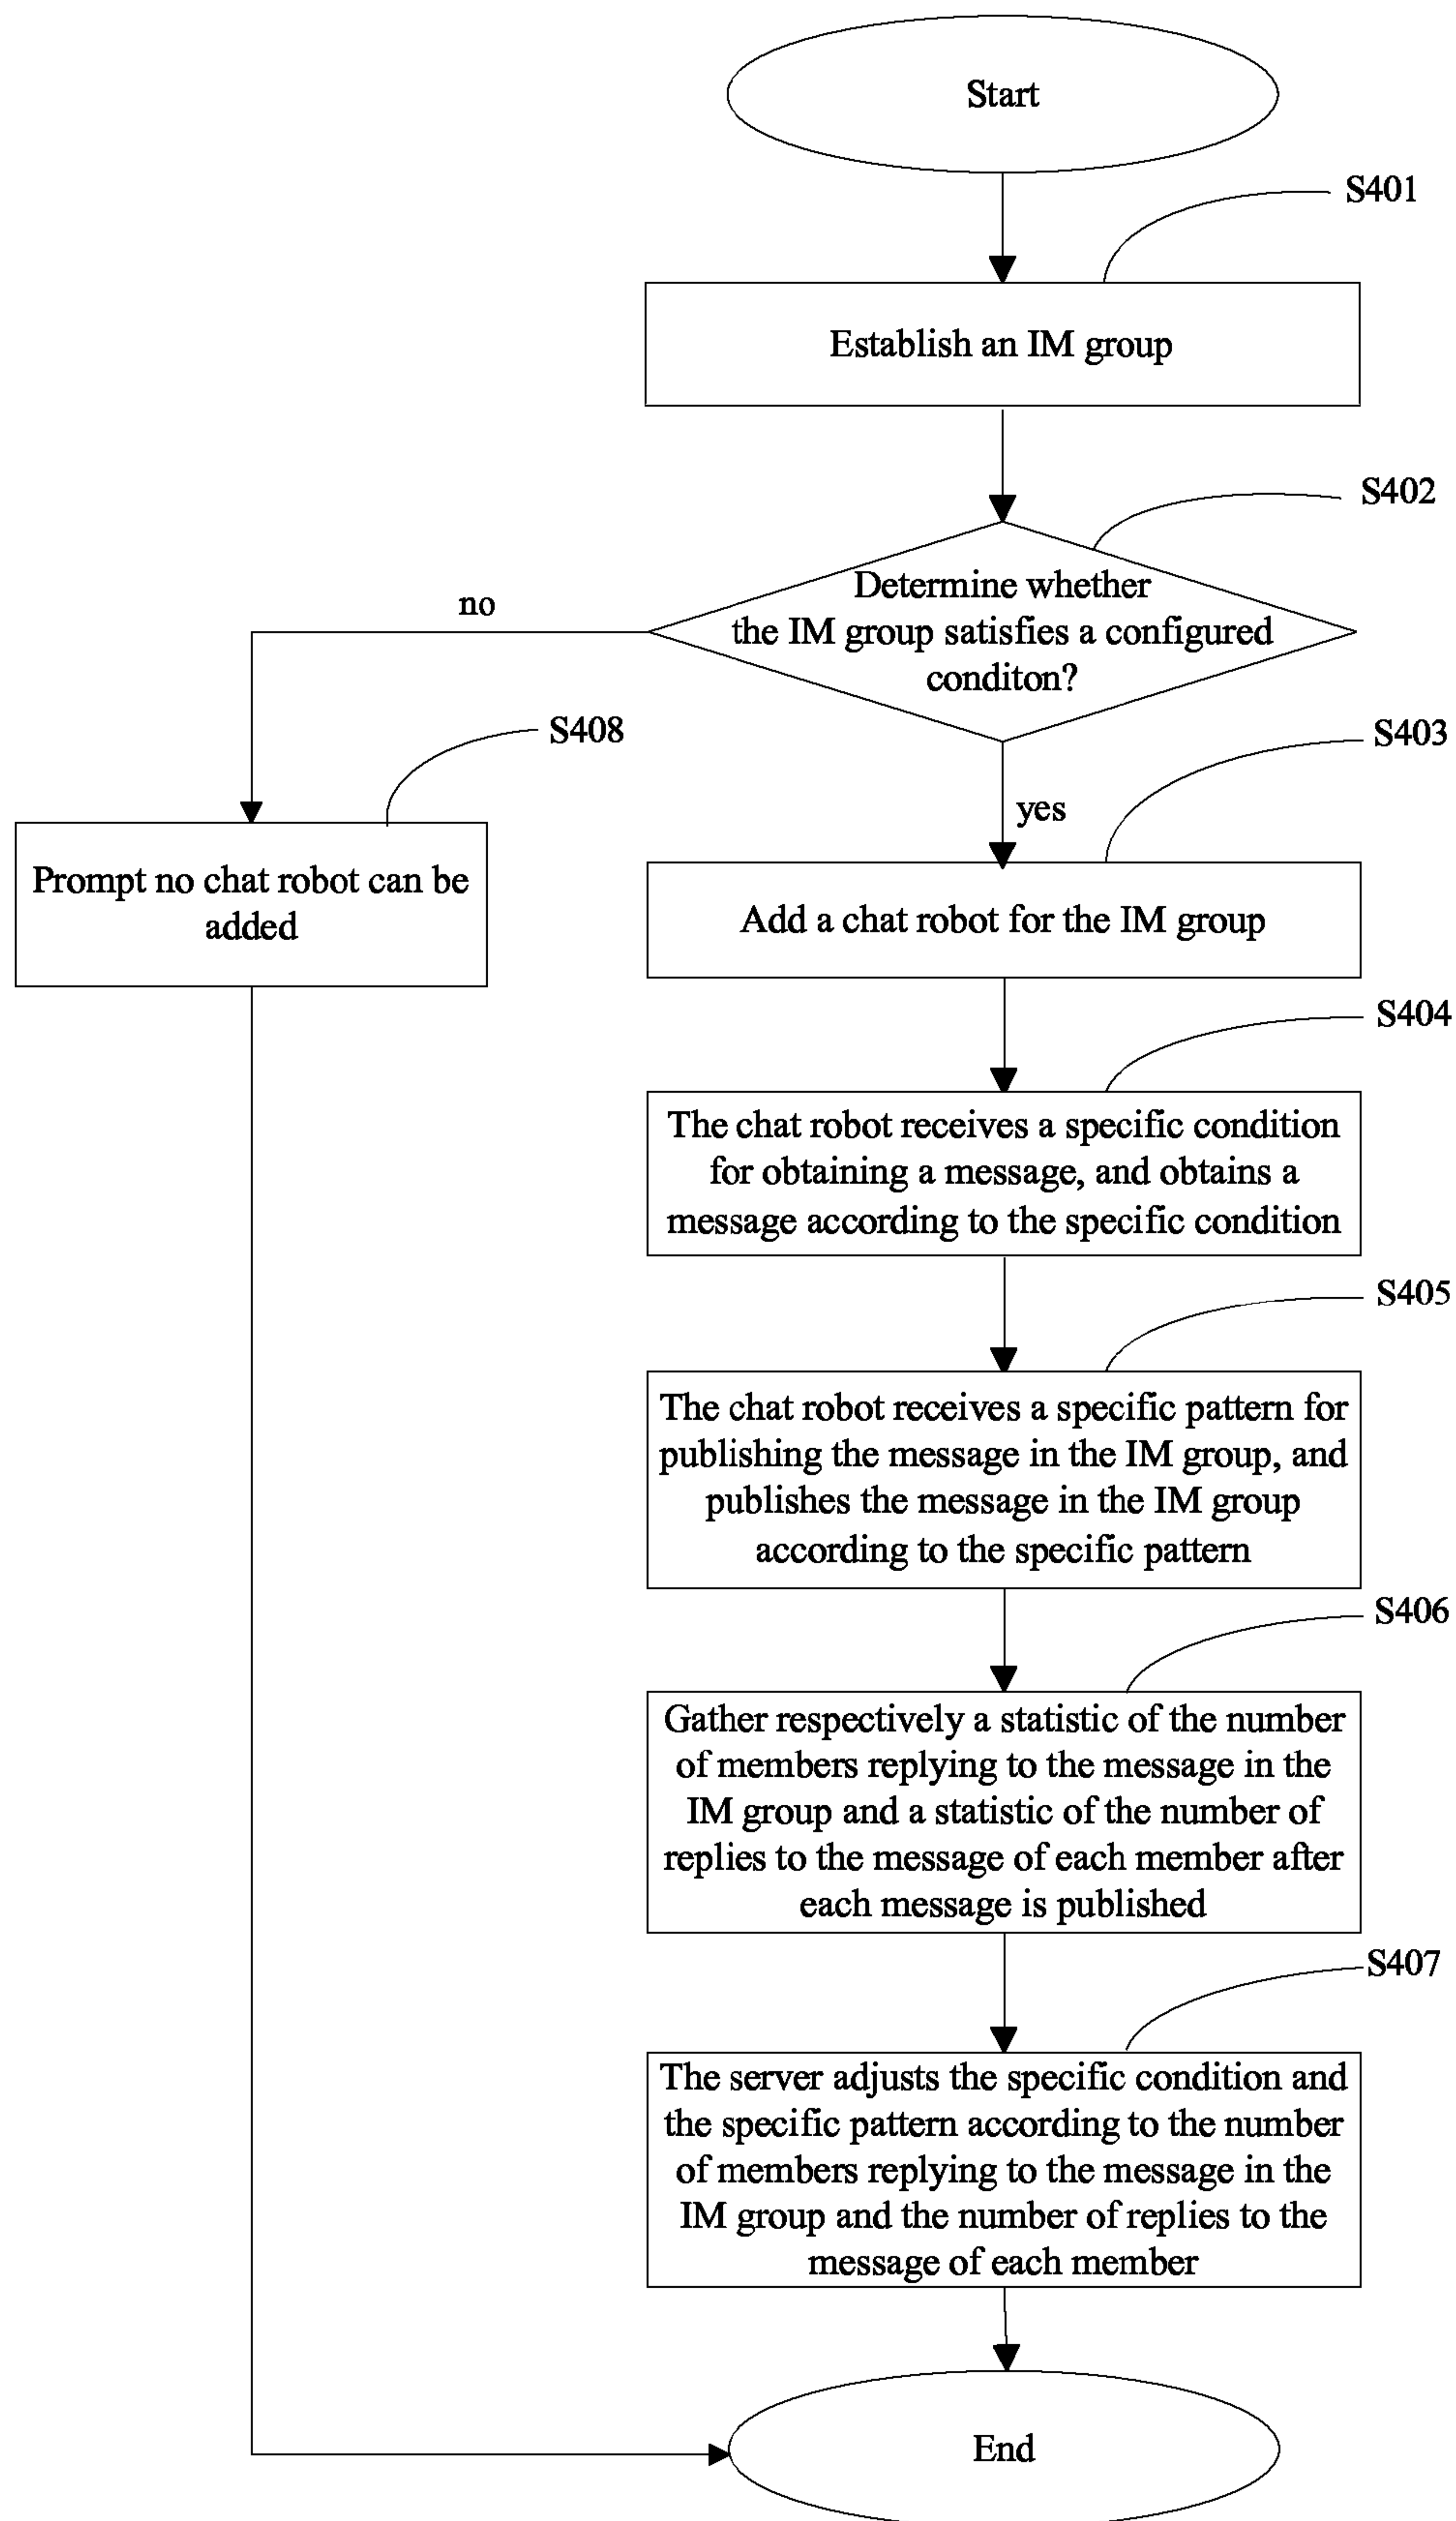 Start
S401
Establish an IM group
S402
Determine whether
the IM group satisfies a configured
conditon?
no
S408
S403
yes
Prompt no chat robot can be
added
Add a chat robot for the IM group
S404
The chat robot receives a specific condition
for obtaining a message, and obtains a
message according to the specific condition
S405
The chat robot receives a specific pattern for
publishing the message in the IM group, and
publishes the message in the IM group
according to the specific pattern
S406
Gather respectively a statistic of the number
of members replying to the message in the
IM group and a statistic of the number of
replies to the message of each member after
each message is published
S407
The server adjusts the specific condition and
the specific pattern according to the number
of members replying to the message in the
IM group and the number of replies to the
message of each member
End